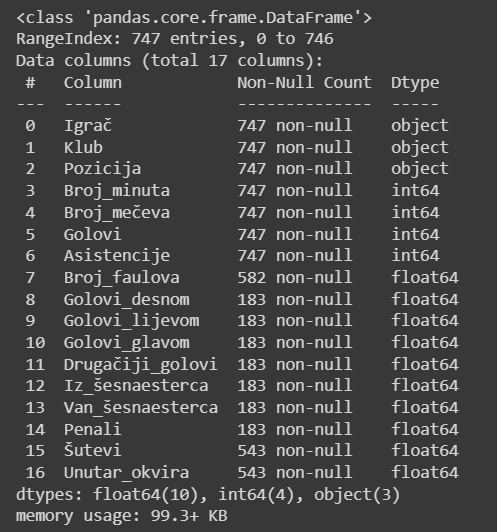 <class 'pandas.core.frame.DataFrame'>
RangeIndex: 747 entries, 0 to 746
Data columns (total 17 columns):
 #   Column             Non-Null Count  Dtype
---  ------             --------------  -----
 0   Igrač              747 non-null    object
 1   Klub               747 non-null    object
 2   Pozicija           747 non-null    object
 3   Broj_minuta        747 non-null    int64
 4   Broj_mečeva        747 non-null    int64
 5   Golovi             747 non-null    int64
 6   Asistencije        747 non-null    int64
 7   Broj_faulova       582 non-null    float64
 8   Golovi_desnom      183 non-null    float64
 9   Golovi_lijevom     183 non-null    float64
 10  Golovi_glavom      183 non-null    float64
 11  Drugačiji_golovi   183 non-null    float64
 12  Iz_šesnaesterca    183 non-null    float64
 13  Van_šesnaesterca   183 non-null    float64
 14  Penali             183 non-null    float64
 15  Šutevi             543 non-null    float64
 16  Unutar_okvira      543 non-null    float64
dtypes: float64(10), int64(4), object(3)
memory usage: 99.3+ KB